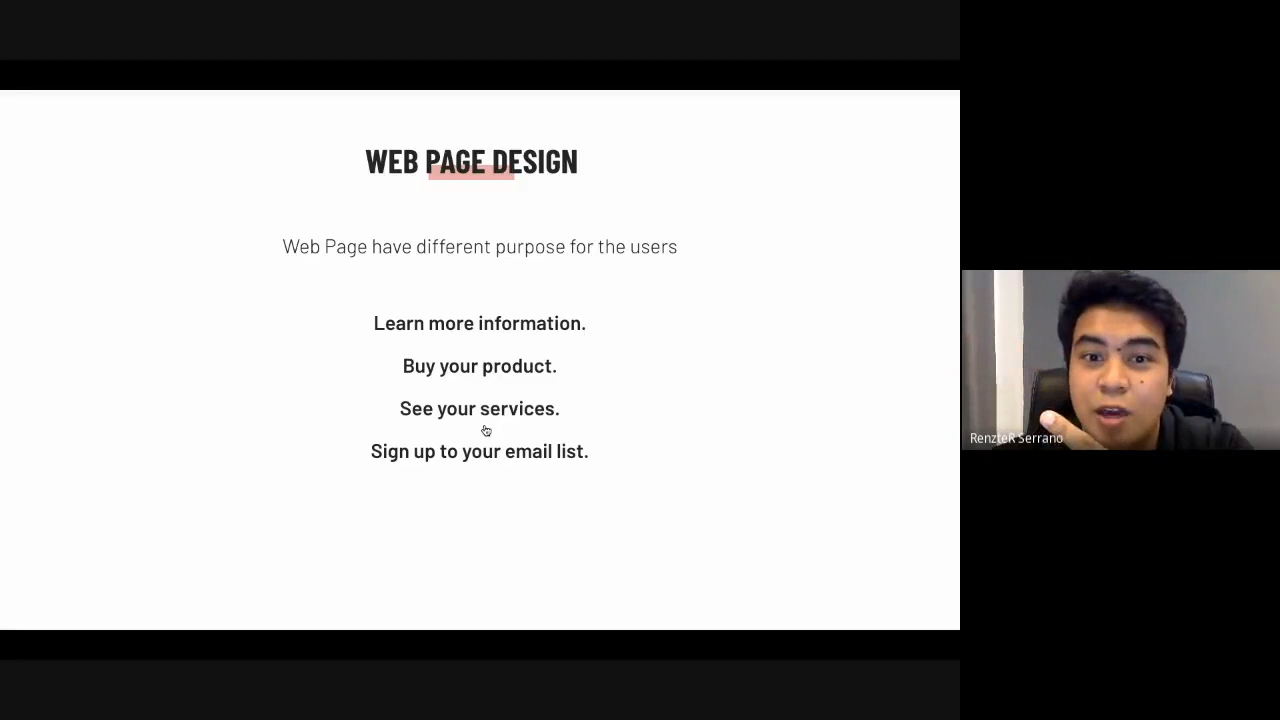 WEB PAGE DESIGN
Web Page have different purpose for the users
Learn more information.
Buy your product.
See your services.
Sign up to your email list.
RenzteR Serrano